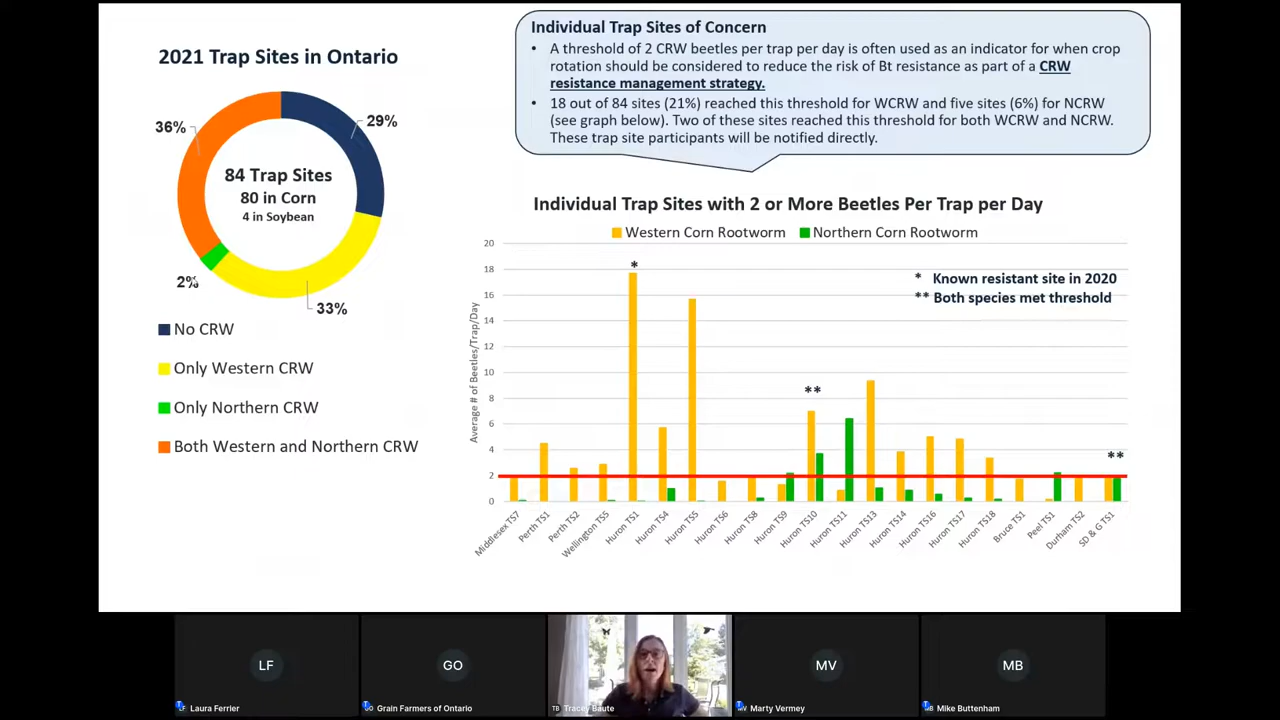 2021 Trap Sites in Ontario
36%
29%
84 Trap Sites
80 in Corn
4 in Soybean
2%
33%
No CRW
Only Western CRW
Only Northern CRW
Both Western and Northern CRW
Individual Trap Sites of Concern
• A threshold of 2 CRW beetles per trap per day is often used as an indicator for when crop
rotation should be considered to reduce the risk of Bt resistance as part of a CRW
resistance management strategy.
• 18 out of 84 sites (21%) reached this threshold for WCRW and five sites (6%) for NCRW
(see graph below). Two of these sites reached this threshold for both WCRW and NCRW.
These trap site participants will be notified directly.
Individual Trap Sites with 2 or More Beetles Per Trap per Day
Western Corn Rootworm
Northern Corn Rootworm
* Known resistant site in 2020
** Both species met threshold
Average # of Beetles/Trap/Day
20
18
16
14
12
10
8
6
4
2
0
*
**
**
Middlesex TS7
Perth TS1
Perth TS2
Wellington TS5
Huron TS1
Huron TS4
Huron TS5
Huron TS6
Huron TS8
Huron TS9
Huron TS10
Huron TS11
Huron TS13
Huron TS14
Huron TS16
Huron TS17
Huron TS18
Bruce TS1
Peel TS1
Durham TS2
SD & G TS1
LF
GO
MV
MB
LF Laura Ferrier
GO Grain Farmers of Ontario
TB Tracey Baute
MV Marty Vermey
MB Mike Buttenham